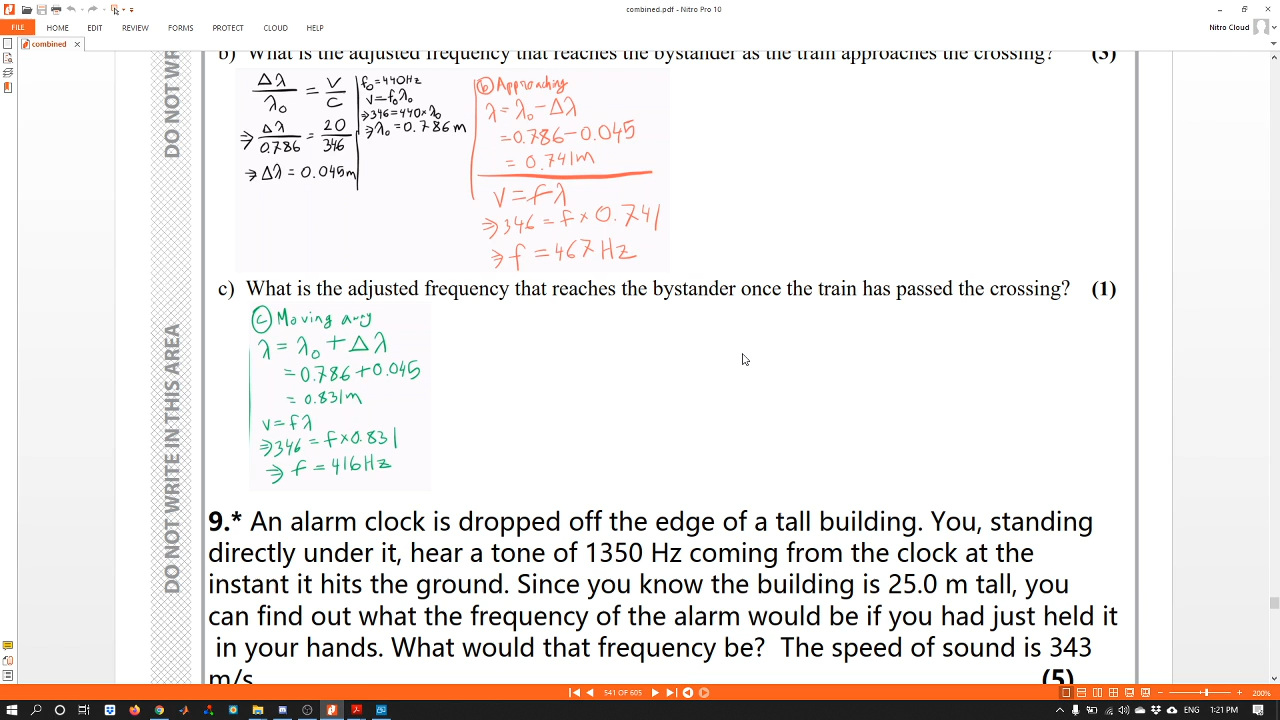 combined.pdf - Nitro Pro 10
FILE HOME EDIT REVIEW FORMS PROTECT CLOUD HELP
Nitro Cloud
combined
DO NOT WRI
DO NOT WRITE IN THIS AREA
b) What is the adjusted frequency that reaches the bystander as the train approaches the crossing? (3)
Δλ/λ₀ = V/C
⇒ Δλ/0.786 = 20/346
⇒ Δλ = 0.045m
f₀=440Hz
v=f₀λ₀
⇒346=440×λ₀
⇒λ₀=0.786m
ⓑ Approaching
λ=λ₀-Δλ
=0.786-0.045
= 0.741m
v=fλ
⇒346 = f × 0.741
⇒ f = 467 Hz
c) What is the adjusted frequency that reaches the bystander once the train has passed the crossing? (1)
ⓒ Moving away
λ = λ₀ + Δλ
= 0.786+0.045
= 0.831m
v=fλ
⇒346 = f×0.831
⇒ f = 416Hz
9.* An alarm clock is dropped off the edge of a tall building. You, standing
directly under it, hear a tone of 1350 Hz coming from the clock at the
instant it hits the ground. Since you know the building is 25.0 m tall, you
can find out what the frequency of the alarm would be if you had just held it
in your hands. What would that frequency be? The speed of sound is 343
m/s (5)
541 OF 605
200%
ENG 1:21 PM